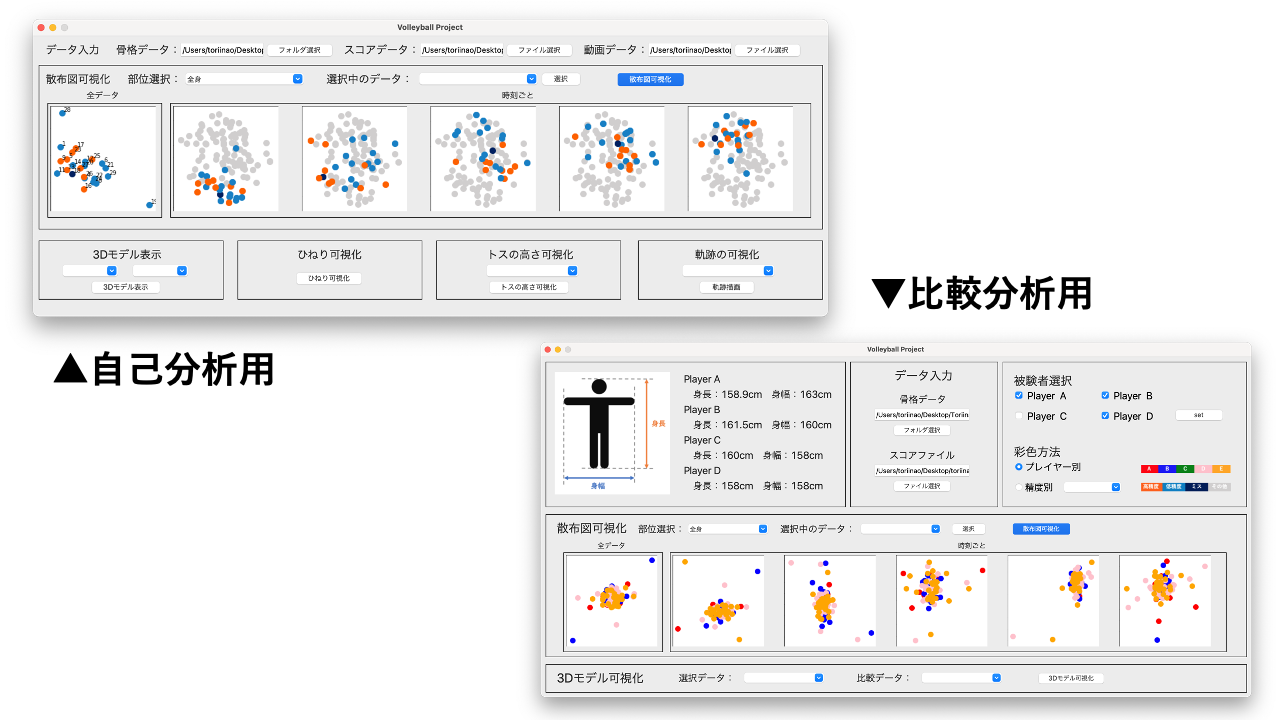 Volleyball Project
データ入力 骨格データ： /Users/toriinao/Desktop フォルダ選択 スコアデータ： /Users/toriinao/Desktop ファイル選択 動画データ： /Users/toriinao/Desktop ファイル選択
散布図可視化 部位選択： 全身 選択中のデータ： 選択 散布図可視化
全データ 時刻ごと
3Dモデル表示 ひねり可視化 トスの高さ可視化 軌跡の可視化
3Dモデル表示 ひねり可視化 トスの高さ可視化 軌跡描画
▲自己分析用
▼比較分析用
Volleyball Project
身長
身幅
Player A
身長：158.9cm 身幅：163cm
Player B
身長：161.5cm 身幅：160cm
Player C
身長：160cm 身幅：158cm
Player D
身長：158cm 身幅：158cm
データ入力
骨格データ
/Users/toriinao/Desktop/Toriin
フォルダ選択
スコアファイル
/Users/toriinao/Desktop/toriina
ファイル選択
被験者選択
Player A Player B
Player C Player D set
彩色方法
プレイヤー別 A B C D E
精度別 高精度 低精度 ミス その他
散布図可視化 部位選択： 全身 選択中のデータ： 選択 散布図可視化
全データ 時刻ごと
3Dモデル可視化 選択データ： 比較データ： 3Dモデル可視化